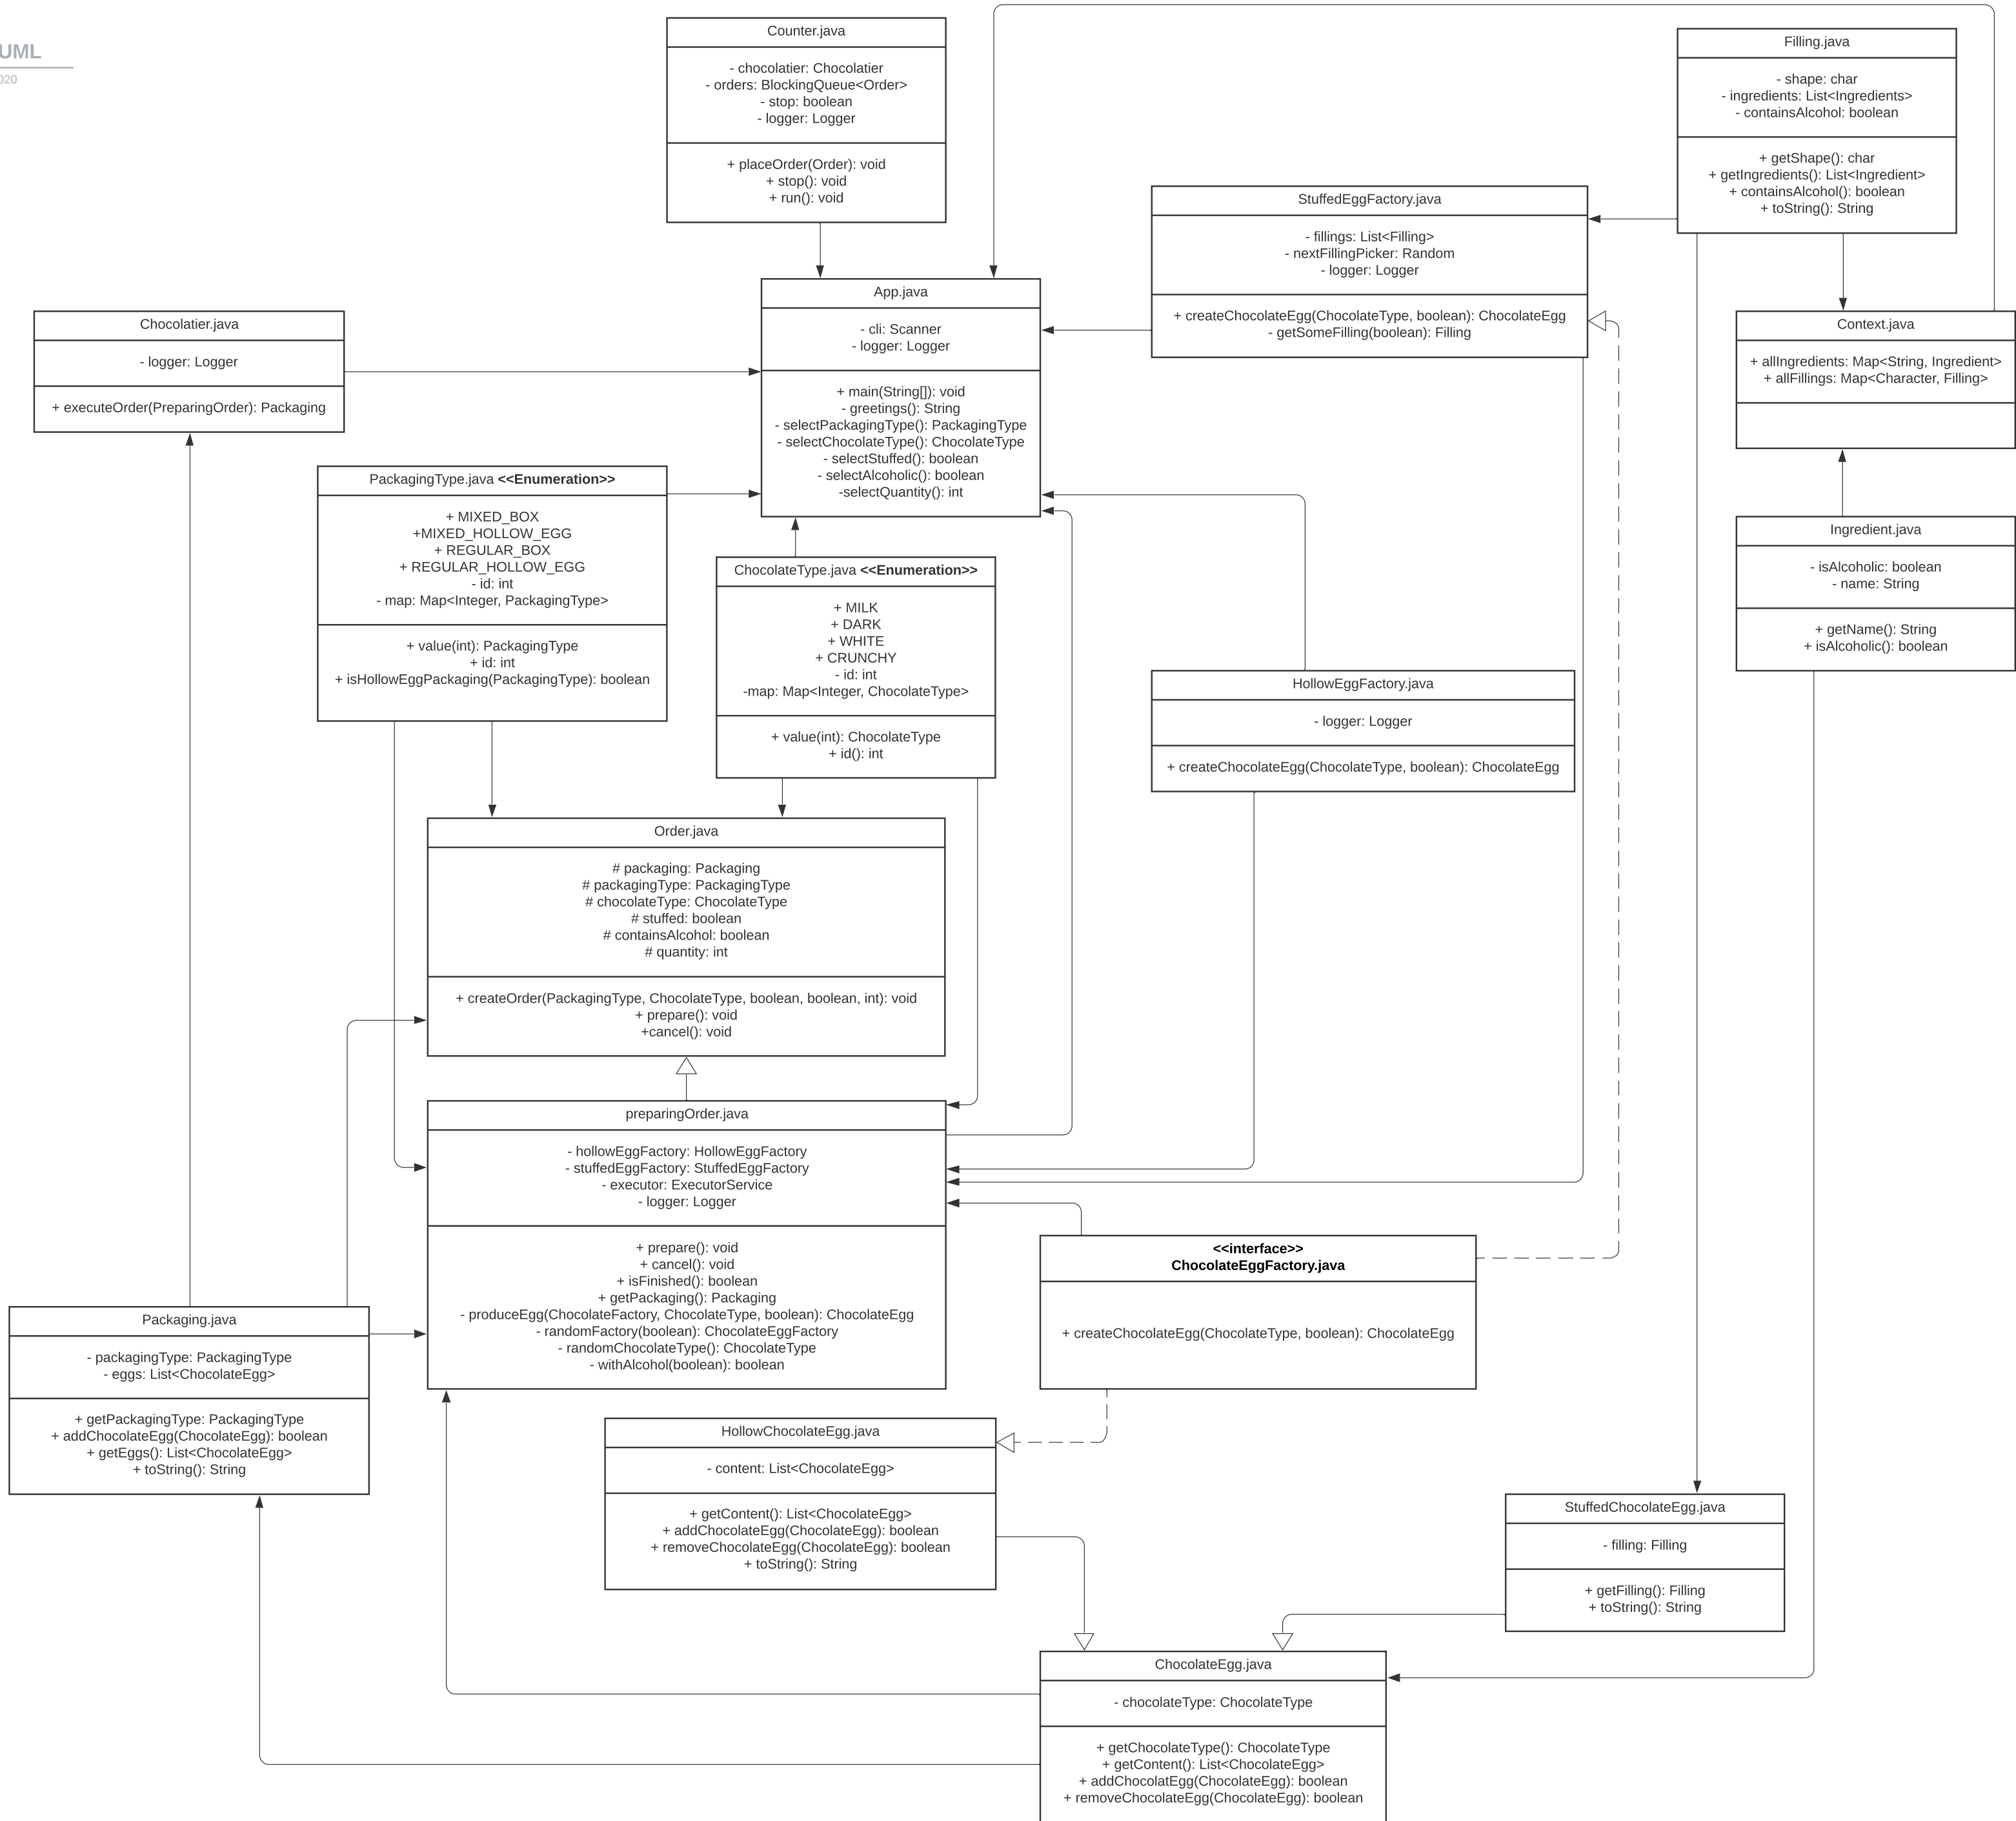 UML
020
Counter.java
- chocolatier: Chocolatier
- orders: BlockingQueue<Order>
- stop: boolean
- logger: Logger
+ placeOrder(Order): void
+ stop(): void
+ run(): void
Filling.java
- shape: char
- ingredients: List<Ingredients>
- containsAlcohol: boolean
+ getShape(): char
+ getIngredients(): List<Ingredient>
+ containsAlcohol(): boolean
+ toString(): String
StuffedEggFactory.java
- fillings: List<Filling>
- nextFillingPicker: Random
- logger: Logger
+ createChocolateEgg(ChocolateType, boolean): ChocolateEgg
- getSomeFilling(boolean): Filling
App.java
- cli: Scanner
- logger: Logger
+ main(String[]): void
- greetings(): String
- selectPackagingType(): PackagingType
- selectChocolateType(): ChocolateType
- selectStuffed(): boolean
- selectAlcoholic(): boolean
-selectQuantity(): int
Chocolatier.java
- logger: Logger
+ executeOrder(PreparingOrder): Packaging
Context.java
+ allIngredients: Map<String, Ingredient>
+ allFillings: Map<Character, Filling>
PackagingType.java <<Enumeration>>
+ MIXED_BOX
+MIXED_HOLLOW_EGG
+ REGULAR_BOX
+ REGULAR_HOLLOW_EGG
- id: int
- map: Map<Integer, PackagingType>
+ value(int): PackagingType
+ id: int
+ isHollowEggPackaging(PackagingType): boolean
ChocolateType.java <<Enumeration>>
+ MILK
+ DARK
+ WHITE
+ CRUNCHY
- id: int
-map: Map<Integer, ChocolateType>
+ value(int): ChocolateType
+ id(): int
Ingredient.java
- isAlcoholic: boolean
- name: String
+ getName(): String
+ isAlcoholic(): boolean
HollowEggFactory.java
- logger: Logger
+ createChocolateEgg(ChocolateType, boolean): ChocolateEgg
Order.java
# packaging: Packaging
# packagingType: PackagingType
# chocolateType: ChocolateType
# stuffed: boolean
# containsAlcohol: boolean
# quantity: int
+ createOrder(PackagingType, ChocolateType, boolean, boolean, int): void
+ prepare(): void
+cancel(): void
preparingOrder.java
- hollowEggFactory: HollowEggFactory
- stuffedEggFactory: StuffedEggFactory
- executor: ExecutorService
- logger: Logger
+ prepare(): void
+ cancel(): void
+ isFinished(): boolean
+ getPackaging(): Packaging
- produceEgg(ChocolateFactory, ChocolateType, boolean): ChocolateEgg
- randomFactory(boolean): ChocolateEggFactory
- randomChocolateType(): ChocolateType
- withAlcohol(boolean): boolean
<<interface>>
ChocolateEggFactory.java
+ createChocolateEgg(ChocolateType, boolean): ChocolateEgg
Packaging.java
- packagingType: PackagingType
- eggs: List<ChocolateEgg>
+ getPackagingType: PackagingType
+ addChocolateEgg(ChocolateEgg): boolean
+ getEggs(): List<ChocolateEgg>
+ toString(): String
HollowChocolateEgg.java
- content: List<ChocolateEgg>
+ getContent(): List<ChocolateEgg>
+ addChocolateEgg(ChocolateEgg): boolean
+ removeChocolateEgg(ChocolateEgg): boolean
+ toString(): String
StuffedChocolateEgg.java
- filling: Filling
+ getFilling(): Filling
+ toString(): String
ChocolateEgg.java
- chocolateType: ChocolateType
+ getChocolateType(): ChocolateType
+ getContent(): List<ChocolateEgg>
+ addChocolatEgg(ChocolateEgg): boolean
+ removeChocolateEgg(ChocolateEgg): boolean